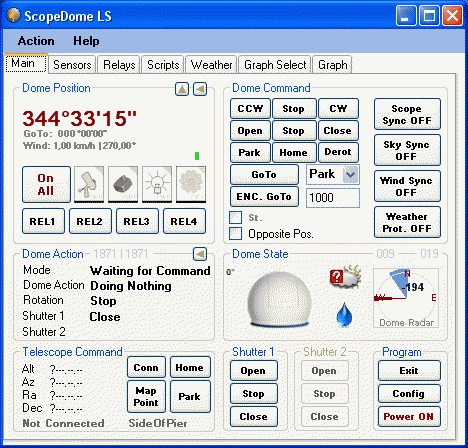 ScopeDome LS
Action Help
Main Sensors Relays Scripts Weather Graph Select Graph
Dome Position
344°33'15"
GoTo: 000°00'00"
Wind: 1,00 km/h | 270,00°
On All
REL1 REL2 REL3 REL4
Dome Command
CCW Stop CW
Open Stop Close
Park Home Derot
GoTo Park
ENC. GoTo 1000
St.
Opposite Pos.
Scope
Sync OFF
Sky Sync
OFF
Wind Sync
OFF
Weather
Prot. OFF
Dome Action 1871 | 1871
Mode Waiting for Command
Dome Action Doing Nothing
Rotation Stop
Shutter 1 Close
Shutter 2
Dome State 009 019
0°
?
N
-194
W E
S
Dome Radar
Telescope Command
Alt ?---.--.--
Az ?---.--.--
Ra ?---.--.--
Dec ?---.--.--
Not Connected SideOfPier
Conn Home
Map
Point
Park
Shutter 1
Open
Stop
Close
Shutter 2
Open
Stop
Close
Program
Exit
Config
Power ON